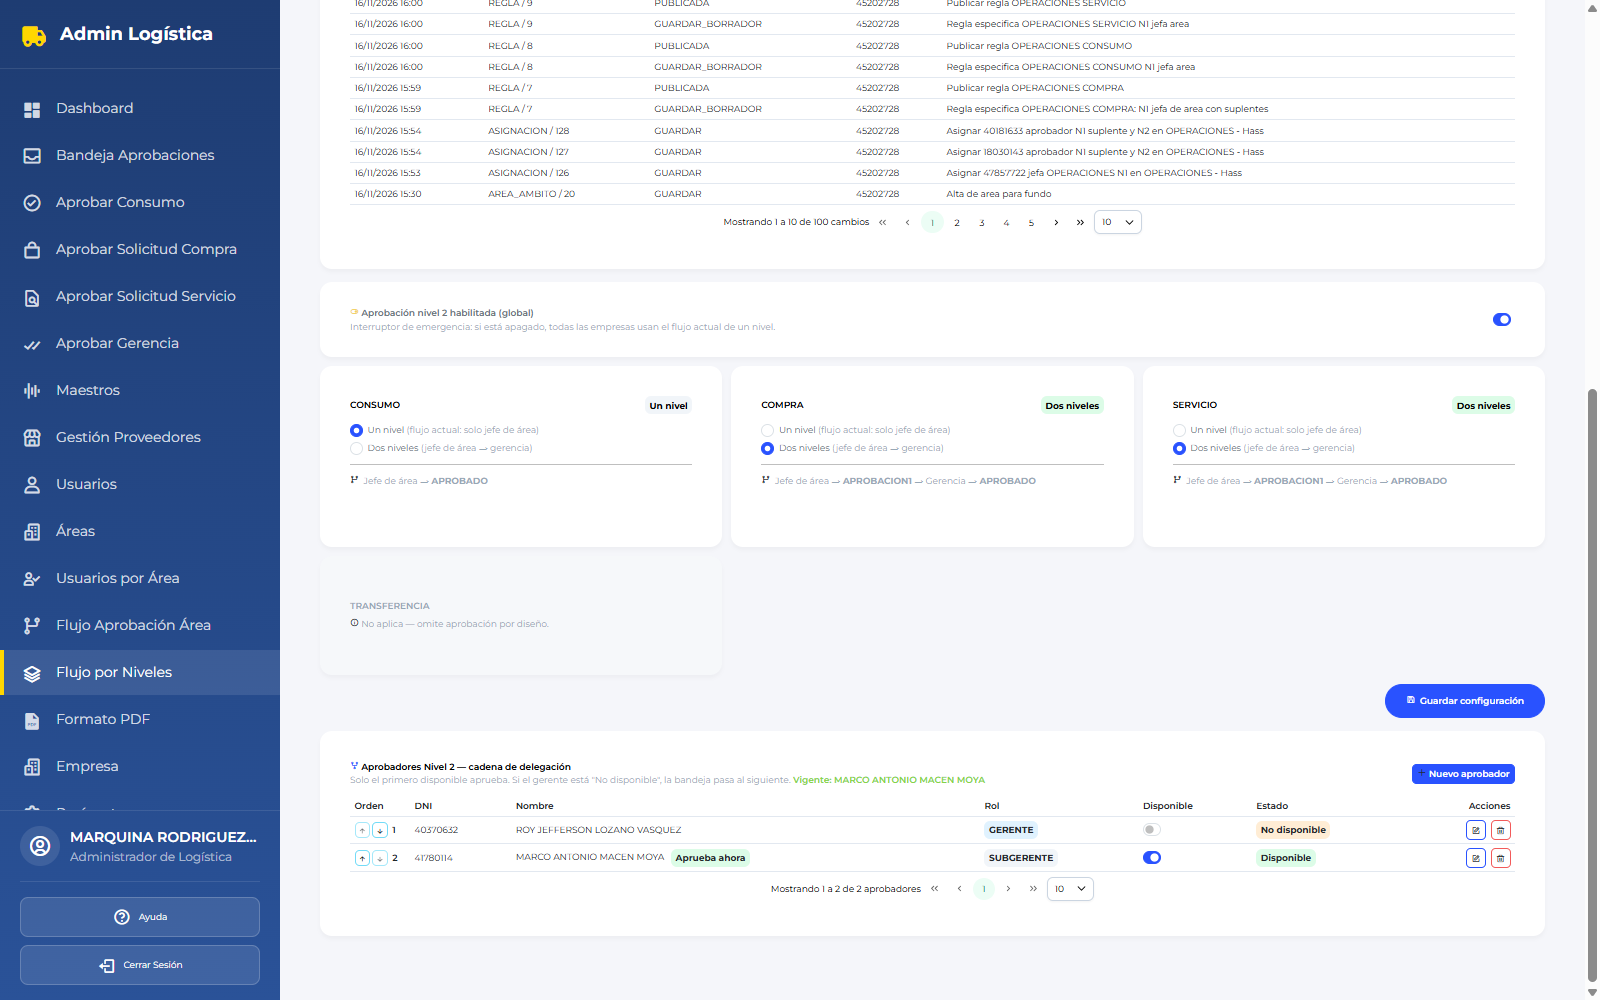 Admin Logística
Dashboard
Bandeja Aprobaciones
Aprobar Consumo
Aprobar Solicitud Compra
Aprobar Solicitud Servicio
Aprobar Gerencia
Maestros
Gestión Proveedores
Usuarios
Áreas
Usuarios por Área
Flujo Aprobación Área
Flujo por Niveles
Formato PDF
Empresa
MARQUINA RODRIGUEZ...
Administrador de Logística
Ayuda
Cerrar Sesión
16/11/2026 16:00 REGLA / 9 PUBLICADA 45202728 Publicar regla OPERACIONES SERVICIO
16/11/2026 16:00 REGLA / 9 GUARDAR_BORRADOR 45202728 Regla especifica OPERACIONES SERVICIO N1 jefa area
16/11/2026 16:00 REGLA / 8 PUBLICADA 45202728 Publicar regla OPERACIONES CONSUMO
16/11/2026 16:00 REGLA / 8 GUARDAR_BORRADOR 45202728 Regla especifica OPERACIONES CONSUMO N1 jefa area
16/11/2026 15:59 REGLA / 7 PUBLICADA 45202728 Publicar regla OPERACIONES COMPRA
16/11/2026 15:59 REGLA / 7 GUARDAR_BORRADOR 45202728 Regla especifica OPERACIONES COMPRA: N1 jefa de area con suplentes
16/11/2026 15:54 ASIGNACION / 128 GUARDAR 45202728 Asignar 40181633 aprobador N1 suplente y N2 en OPERACIONES - Hass
16/11/2026 15:54 ASIGNACION / 127 GUARDAR 45202728 Asignar 18030143 aprobador N1 suplente y N2 en OPERACIONES - Hass
16/11/2026 15:53 ASIGNACION / 126 GUARDAR 45202728 Asignar 47857722 jefa OPERACIONES N1 en OPERACIONES - Hass
16/11/2026 15:30 AREA_AMBITO / 20 GUARDAR 45202728 Alta de area para fundo
Mostrando 1 a 10 de 100 cambios « ‹ 1 2 3 4 5 › » 10
Aprobación nivel 2 habilitada (global)
Interruptor de emergencia: si está apagado, todas las empresas usan el flujo actual de un nivel.
CONSUMO Un nivel
Un nivel (flujo actual: solo jefe de área)
Dos niveles (jefe de área → gerencia)
Jefe de área → APROBADO
COMPRA Dos niveles
Un nivel (flujo actual: solo jefe de área)
Dos niveles (jefe de área → gerencia)
Jefe de área → APROBACION1 → Gerencia → APROBADO
SERVICIO Dos niveles
Un nivel (flujo actual: solo jefe de área)
Dos niveles (jefe de área → gerencia)
Jefe de área → APROBACION1 → Gerencia → APROBADO
TRANSFERENCIA
No aplica — omite aprobación por diseño.
Guardar configuración
Aprobadores Nivel 2 — cadena de delegación
Solo el primero disponible aprueba. Si el gerente está "No disponible", la bandeja pasa al siguiente. Vigente: MARCO ANTONIO MACEN MOYA
+ Nuevo aprobador
Orden DNI Nombre Rol Disponible Estado Acciones
↑ ↓ 1 40370632 ROY JEFFERSON LOZANO VASQUEZ GERENTE No disponible
↑ ↓ 2 41780114 MARCO ANTONIO MACEN MOYA Aprueba ahora SUBGERENTE Disponible
Mostrando 1 a 2 de 2 aprobadores « ‹ 1 › » 10